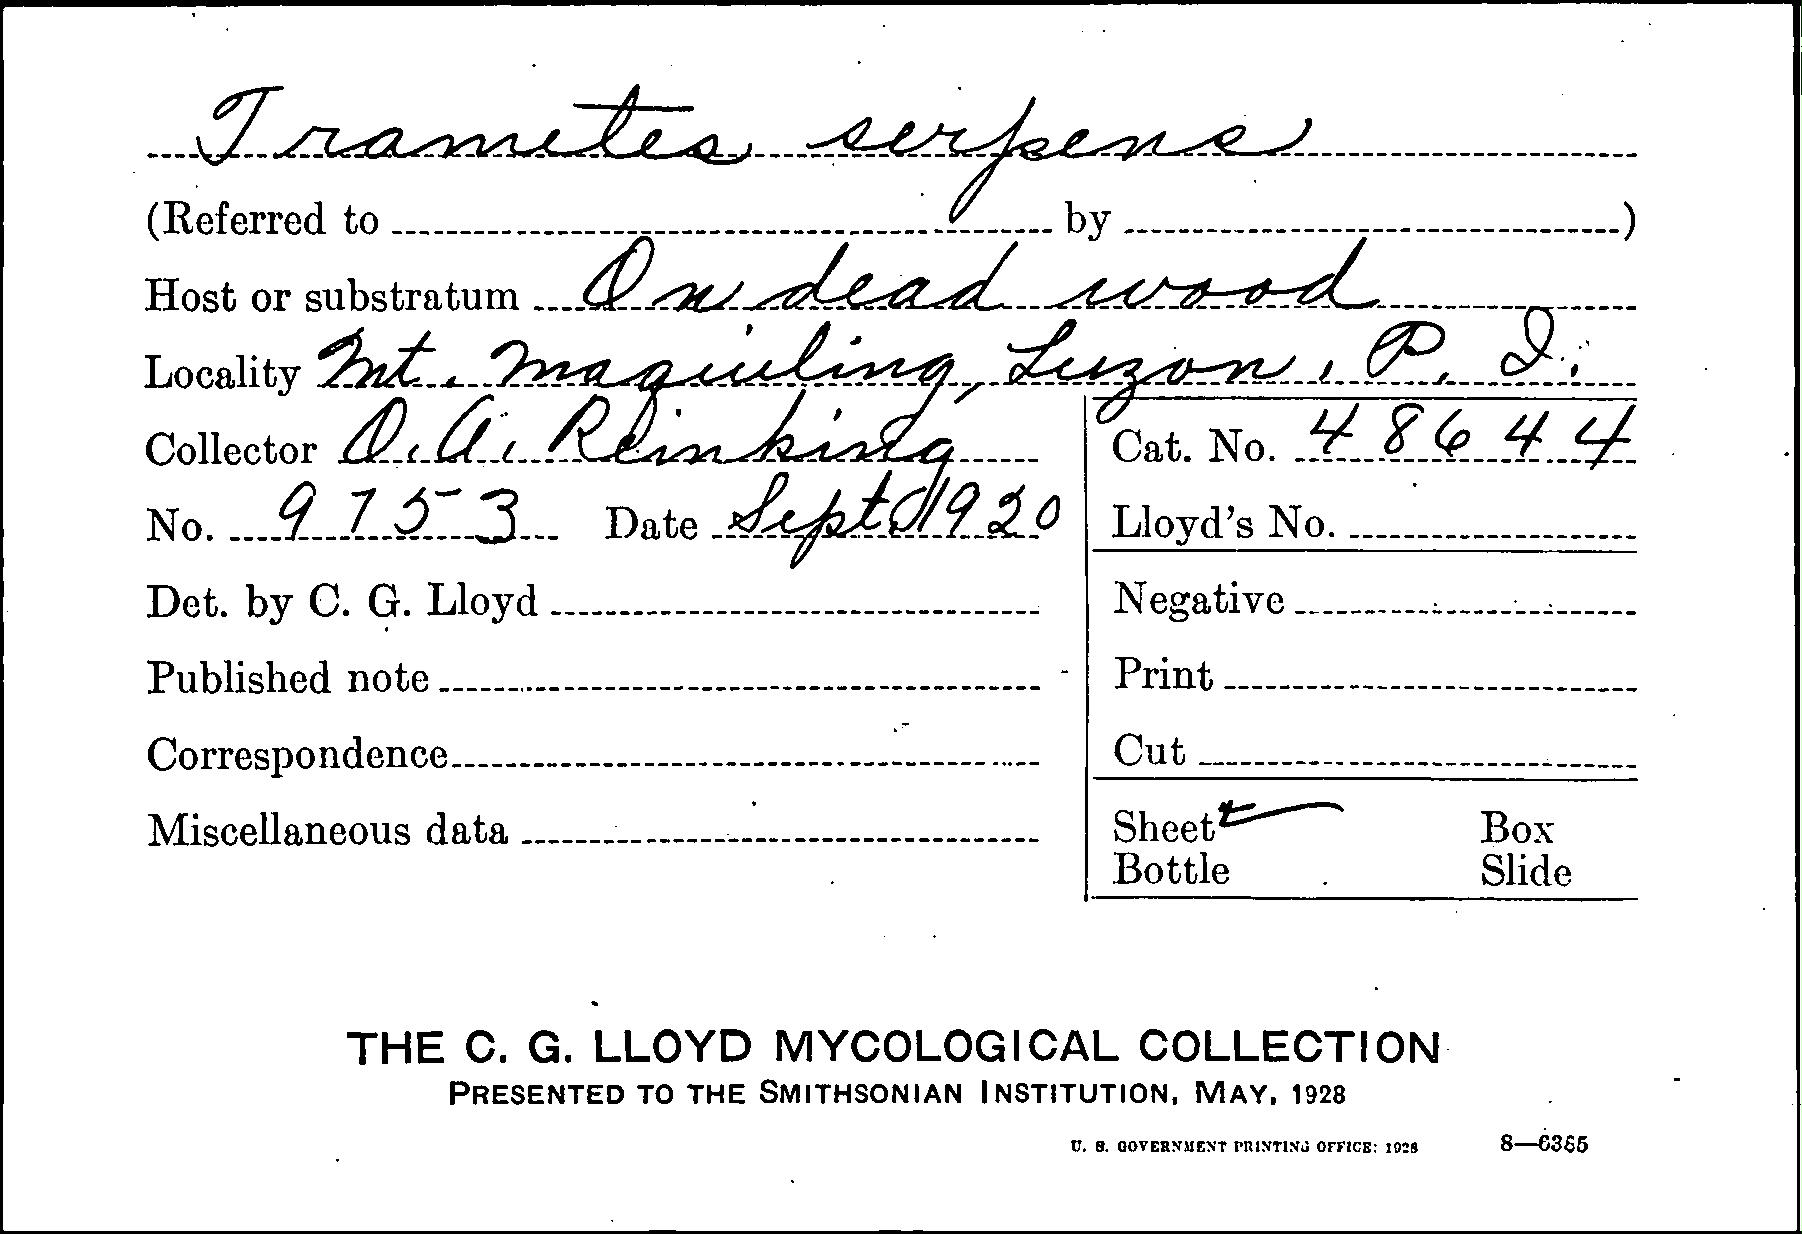 Trametes serpens
(Referred to by )
Host or substratum On dead wood
Locality Mt. Maquiling, Luzon, P. I.
Collector O. A. Reinking
Cat. No. 48644
No. 9753 Date Sept. 1920
Lloyd's No.
Det. by C. G. Lloyd
Negative
Published note
Print
Correspondence
Cut
Miscellaneous data
Sheet Box
Bottle Slide
THE C. G. LLOYD MYCOLOGICAL COLLECTION
PRESENTED TO THE SMITHSONIAN INSTITUTION, MAY, 1928
U. S. GOVERNMENT PRINTING OFFICE: 1928 8—6365